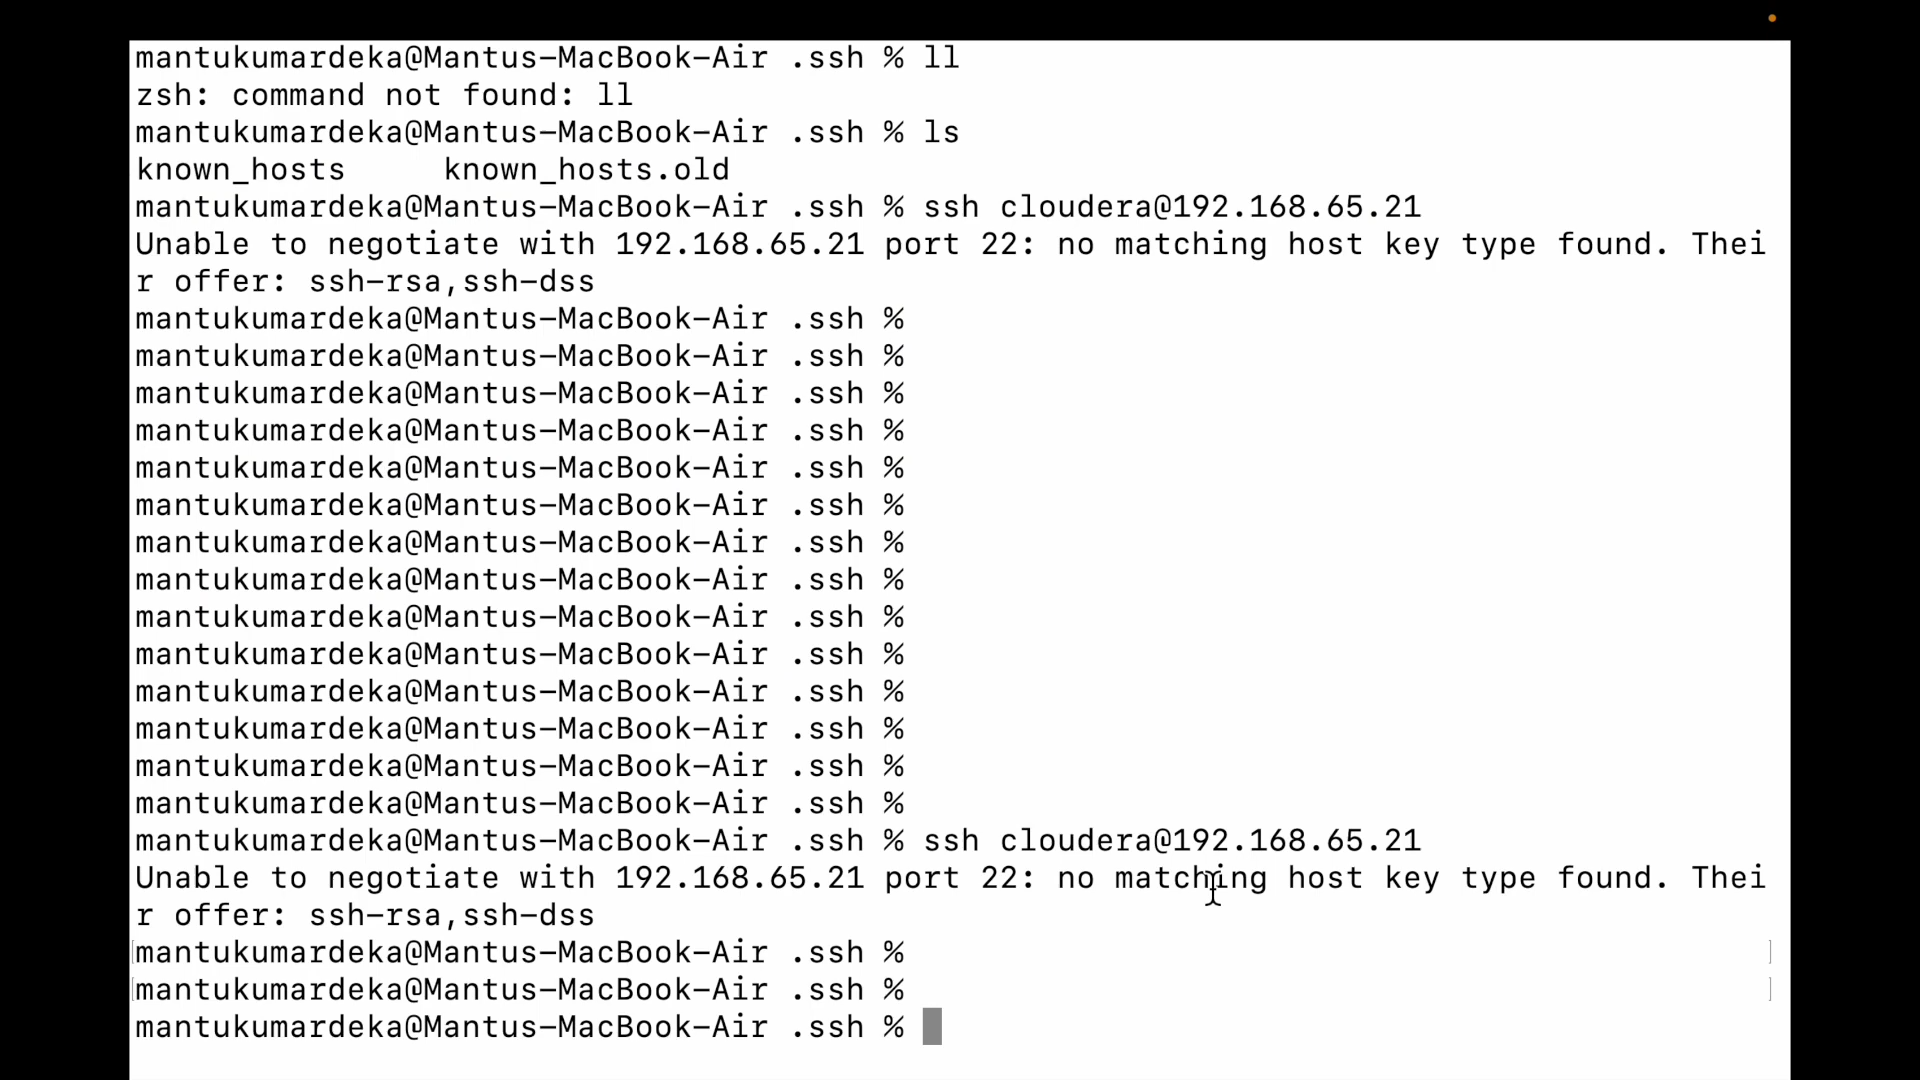 mantukumardeka@Mantus-MacBook-Air .ssh % ll
zsh: command not found: ll
mantukumardeka@Mantus-MacBook-Air .ssh % ls
known_hosts     known_hosts.old
mantukumardeka@Mantus-MacBook-Air .ssh % ssh cloudera@192.168.65.21
Unable to negotiate with 192.168.65.21 port 22: no matching host key type found. Thei
r offer: ssh-rsa,ssh-dss
mantukumardeka@Mantus-MacBook-Air .ssh %
mantukumardeka@Mantus-MacBook-Air .ssh %
mantukumardeka@Mantus-MacBook-Air .ssh %
mantukumardeka@Mantus-MacBook-Air .ssh %
mantukumardeka@Mantus-MacBook-Air .ssh %
mantukumardeka@Mantus-MacBook-Air .ssh %
mantukumardeka@Mantus-MacBook-Air .ssh %
mantukumardeka@Mantus-MacBook-Air .ssh %
mantukumardeka@Mantus-MacBook-Air .ssh %
mantukumardeka@Mantus-MacBook-Air .ssh %
mantukumardeka@Mantus-MacBook-Air .ssh %
mantukumardeka@Mantus-MacBook-Air .ssh %
mantukumardeka@Mantus-MacBook-Air .ssh %
mantukumardeka@Mantus-MacBook-Air .ssh %
mantukumardeka@Mantus-MacBook-Air .ssh % ssh cloudera@192.168.65.21
Unable to negotiate with 192.168.65.21 port 22: no matching host key type found. Thei
r offer: ssh-rsa,ssh-dss
[mantukumardeka@Mantus-MacBook-Air .ssh % ]
[mantukumardeka@Mantus-MacBook-Air .ssh % ]
mantukumardeka@Mantus-MacBook-Air .ssh %